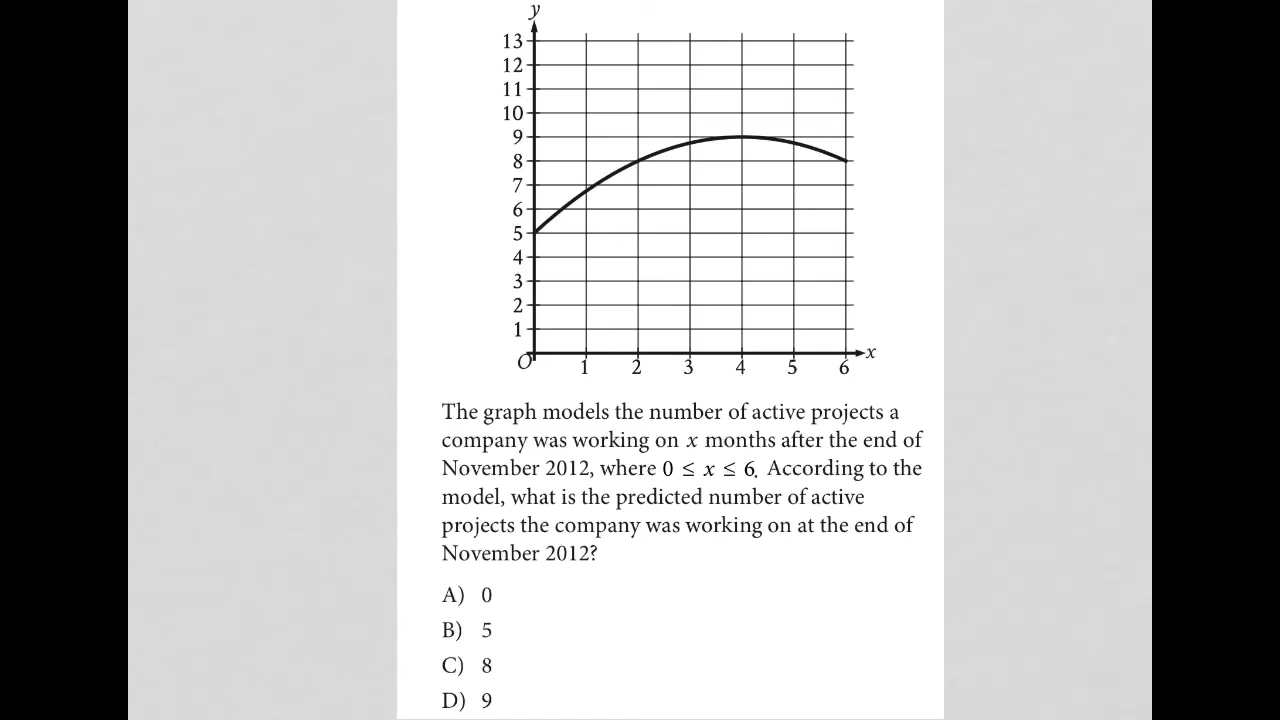 y
13
12
11
10
9
8
7
6
5
4
3
2
1
O
1 2 3 4 5 6
x
The graph models the number of active projects a
company was working on x months after the end of
November 2012, where 0 ≤ x ≤ 6. According to the
model, what is the predicted number of active
projects the company was working on at the end of
November 2012?
A) 0
B) 5
C) 8
D) 9